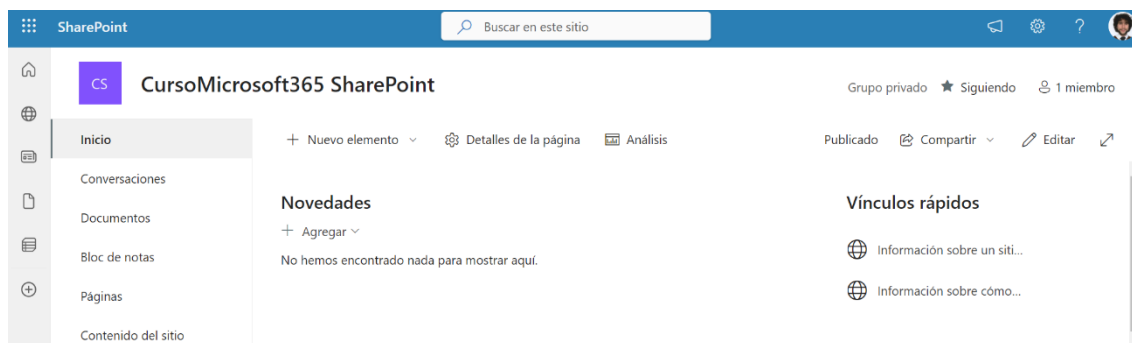 SharePoint
Buscar en este sitio
?
CS
CursoMicrosoft365 SharePoint
Grupo privado
Siguiendo
1 miembro
Inicio
Nuevo elemento
Detalles de la página
Análisis
Publicado
Compartir
Editar
Conversaciones
Documentos
Bloc de notas
Páginas
Contenido del sitio
Novedades
Agregar
No hemos encontrado nada para mostrar aquí.
Vínculos rápidos
Información sobre un siti...
Información sobre cómo...